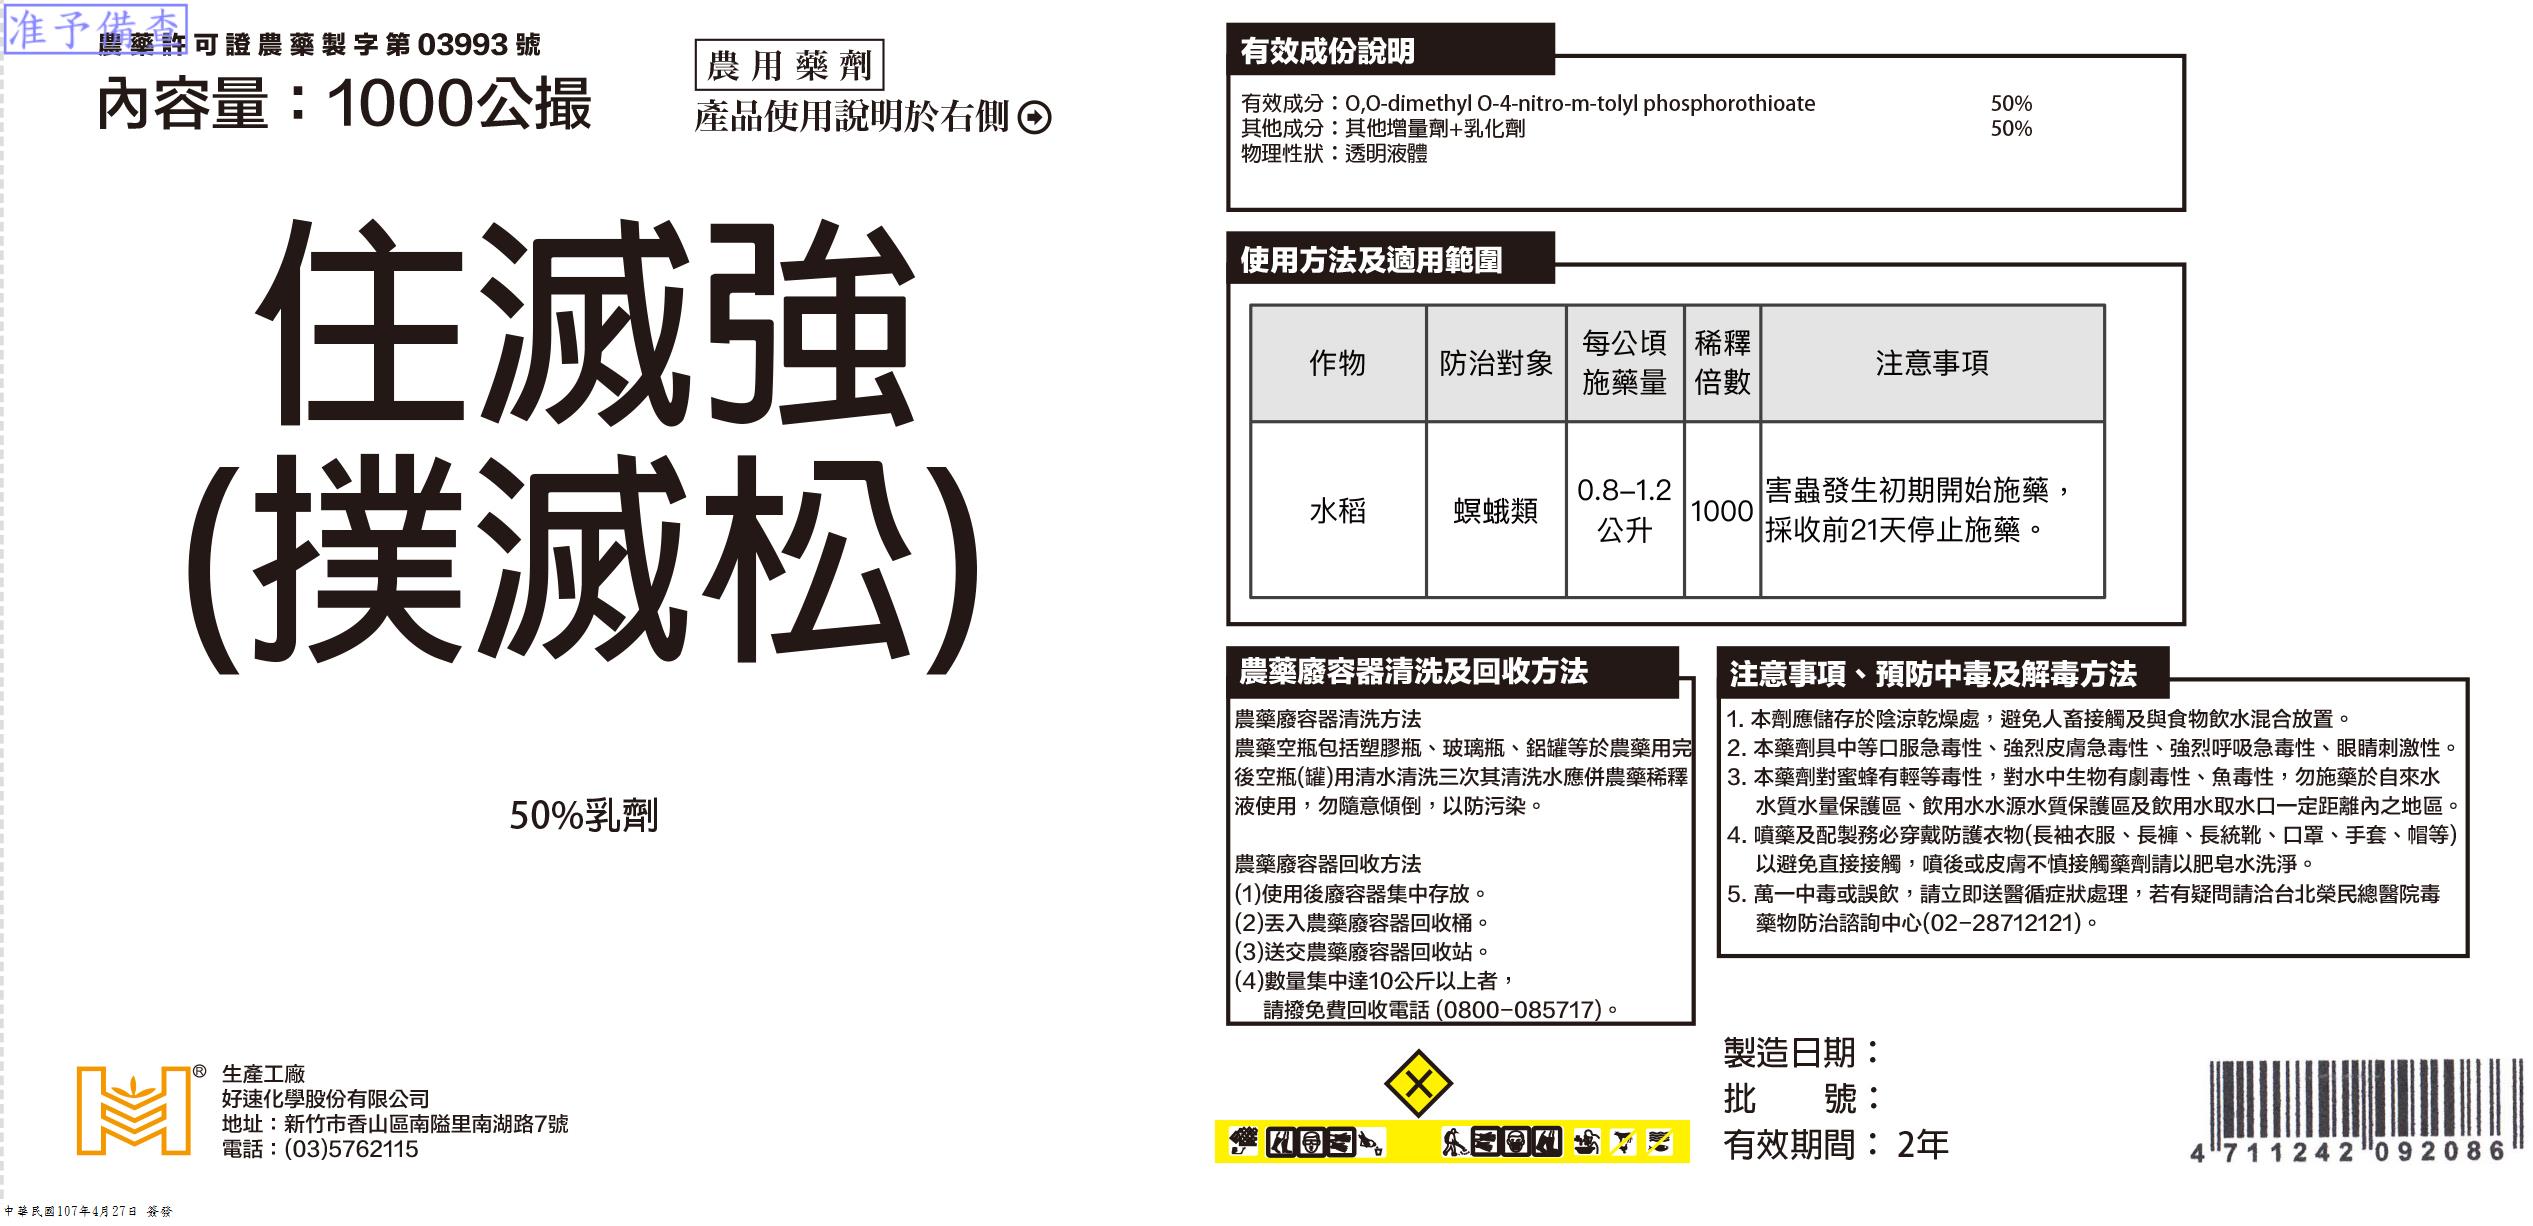 准予備查
農藥許可證農藥製字第03993號
內容量：1000公撮
農用藥劑
產品使用說明於右側
住滅強
(撲滅松)
50%乳劑
®
生產工廠
好速化學股份有限公司
地址：新竹市香山區南隘里南湖路7號
電話：(03)5762115
中華民國107年4月27日 簽發
有效成份說明
有效成分：O,O-dimethyl O-4-nitro-m-tolyl phosphorothioate 50%
其他成分：其他增量劑+乳化劑 50%
物理性狀：透明液體
使用方法及適用範圍
作物 防治對象 每公頃施藥量 稀釋倍數 注意事項
水稻 螟蛾類 0.8–1.2公升 1000 害蟲發生初期開始施藥，
採收前21天停止施藥。
農藥廢容器清洗及回收方法
農藥廢容器清洗方法
農藥空瓶包括塑膠瓶、玻璃瓶、鋁罐等於農藥用完
後空瓶(罐)用清水清洗三次其清洗水應併農藥稀釋
液使用，勿隨意傾倒，以防污染。
農藥廢容器回收方法
(1)使用後廢容器集中存放。
(2)丟入農藥廢容器回收桶。
(3)送交農藥廢容器回收站。
(4)數量集中達10公斤以上者，
請撥免費回收電話 (0800-085717)。
注意事項、預防中毒及解毒方法
1. 本劑應儲存於陰涼乾燥處，避免人畜接觸及與食物飲水混合放置。
2. 本藥劑具中等口服急毒性、強烈皮膚急毒性、強烈呼吸急毒性、眼睛刺激性。
3. 本藥劑對蜜蜂有輕等毒性，對水中生物有劇毒性、魚毒性，勿施藥於自來水
水質水量保護區、飲用水水源水質保護區及飲用水取水口一定距離內之地區。
4. 噴藥及配製務必穿戴防護衣物(長袖衣服、長褲、長統靴、口罩、手套、帽等)
以避免直接接觸，噴後或皮膚不慎接觸藥劑請以肥皂水洗淨。
5. 萬一中毒或誤飲，請立即送醫循症狀處理，若有疑問請洽台北榮民總醫院毒
藥物防治諮詢中心(02-28712121)。
製造日期：
批 號：
有效期間： 2年
4 711242 092086